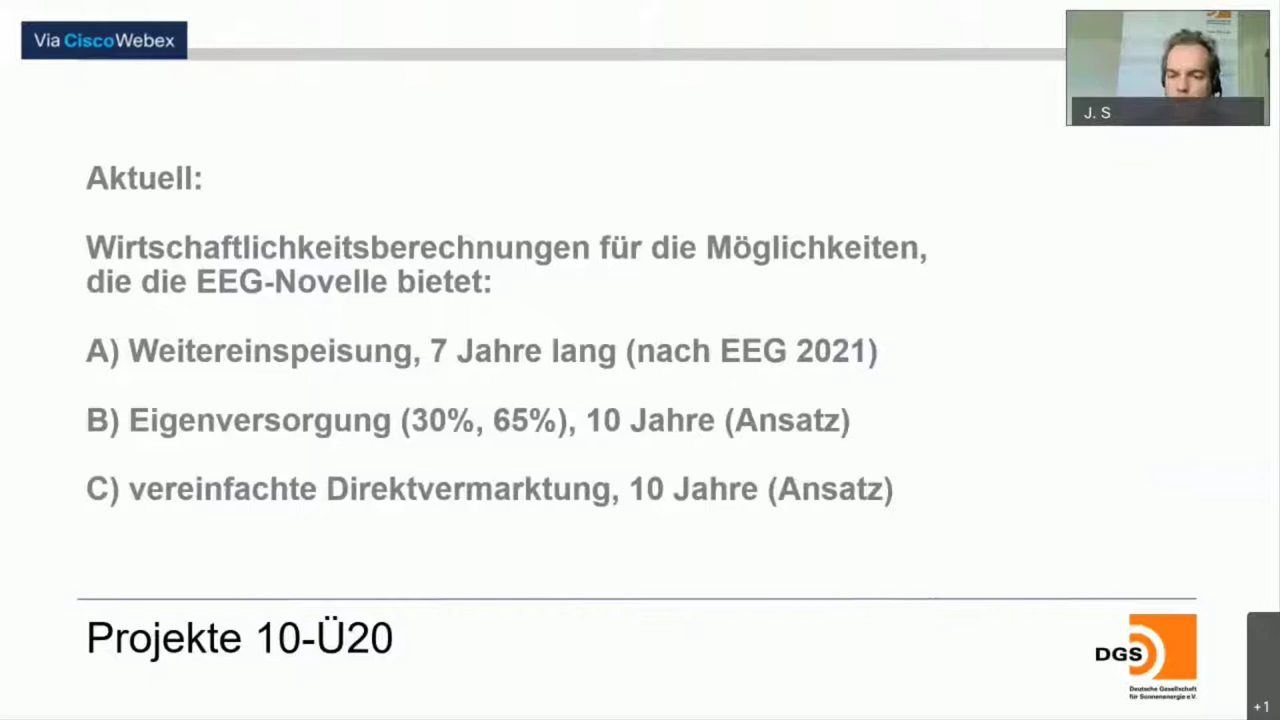 Via CiscoWebex
J. S
Aktuell:
Wirtschaftlichkeitsberechnungen für die Möglichkeiten,
die die EEG-Novelle bietet:
A) Weitereinspeisung, 7 Jahre lang (nach EEG 2021)
B) Eigenversorgung (30%, 65%), 10 Jahre (Ansatz)
C) vereinfachte Direktvermarktung, 10 Jahre (Ansatz)
Projekte 10-Ü20
DGS
Deutsche Gesellschaft
für Sonnenenergie e.V.
+1